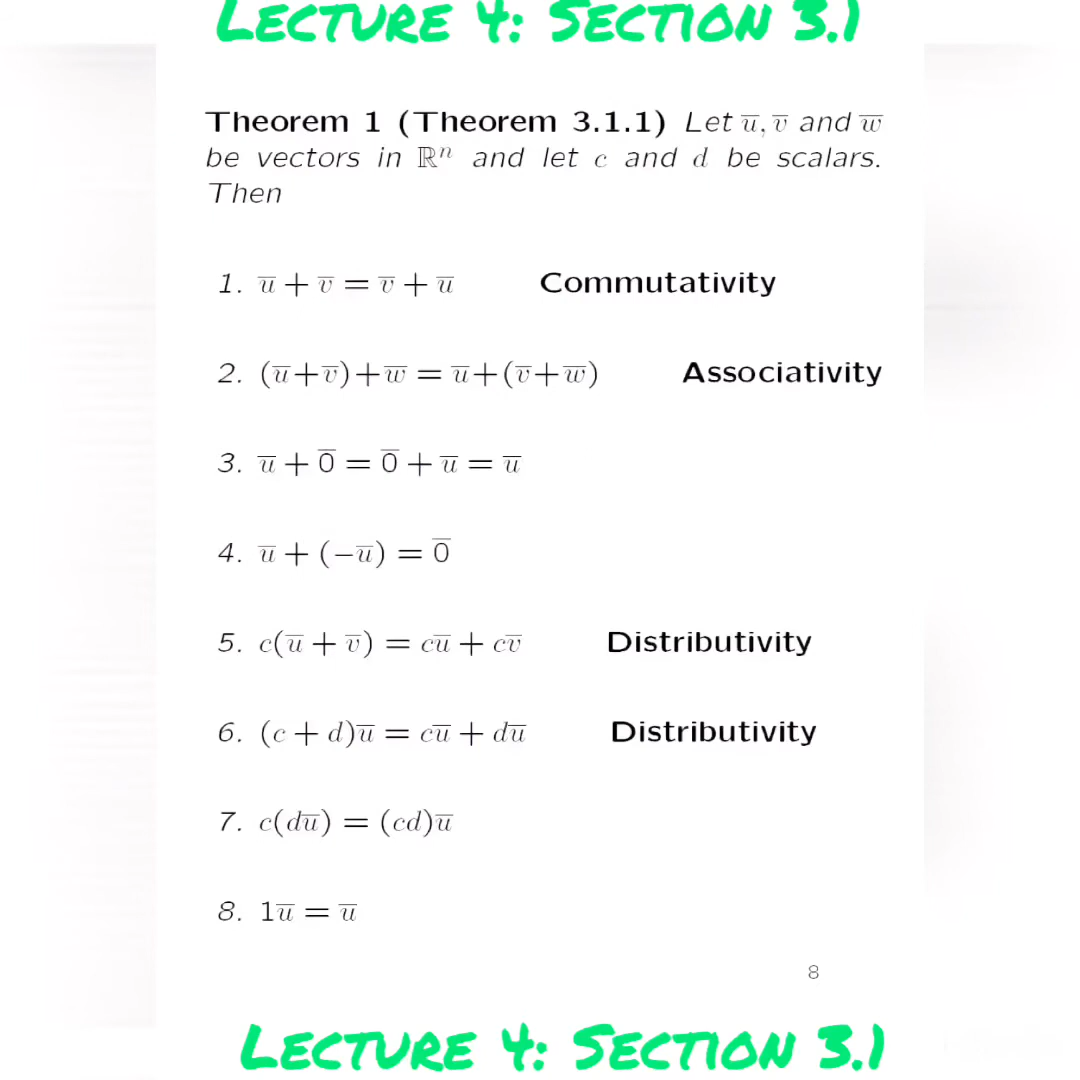 LECTURE 4: SECTION 3.1
Theorem 1 (Theorem 3.1.1) Let u̅, v̅ and w̅
be vectors in ℝⁿ and let c and d be scalars.
Then
1. u̅ + v̅ = v̅ + u̅ Commutativity
2. (u̅+v̅)+w̅ = u̅+(v̅+w̅) Associativity
3. u̅ + 0̅ = 0̅ + u̅ = u̅
4. u̅ + (−u̅) = 0̅
5. c(u̅ + v̅) = cu̅ + cv̅ Distributivity
6. (c + d)u̅ = cu̅ + du̅ Distributivity
7. c(du̅) = (cd)u̅
8. 1u̅ = u̅
8
LECTURE 4: SECTION 3.1